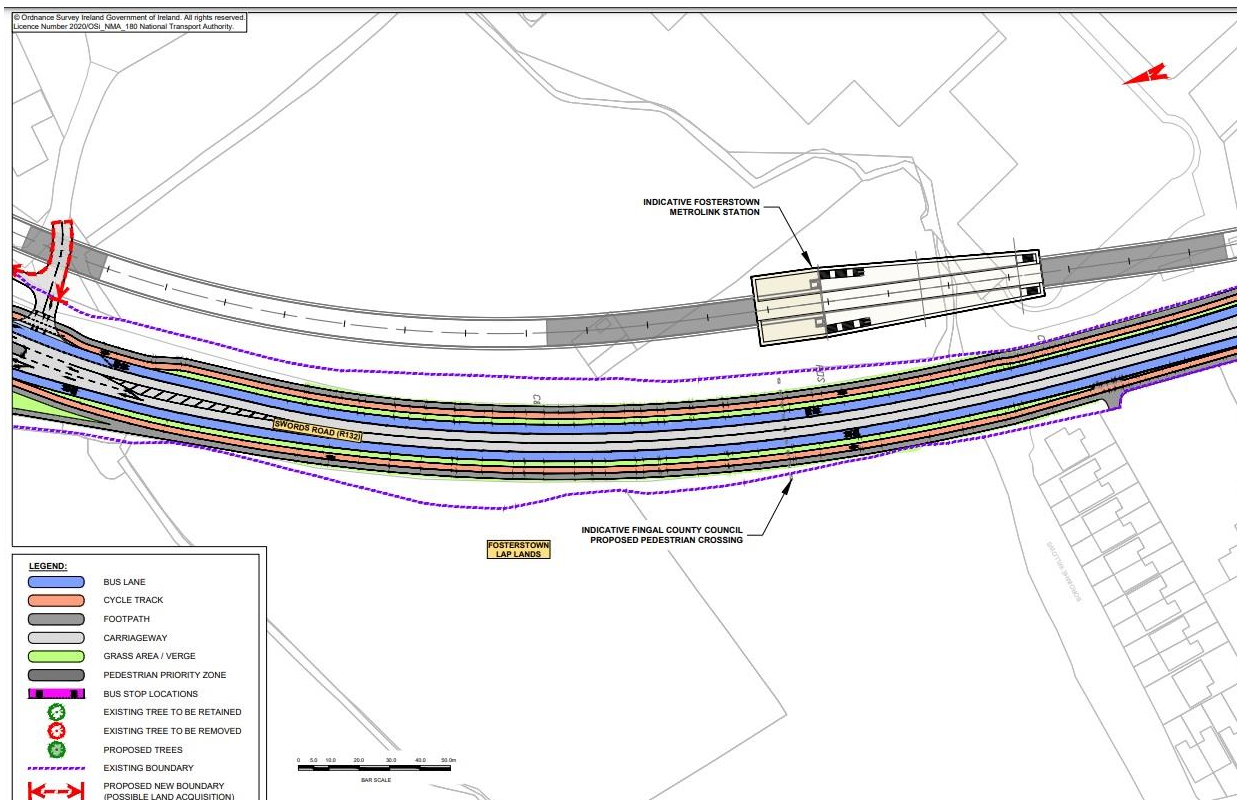 © Ordnance Survey Ireland Government of Ireland. All rights reserved.
Licence Number 2020/OSi_NMA_180 National Transport Authority.
INDICATIVE FOSTERSTOWN
METROLINK STATION
SWORDS ROAD (R132)
INDICATIVE FINGAL COUNTY COUNCIL
PROPOSED PEDESTRIAN CROSSING
FOSTERSTOWN
LAP LANDS
LEGEND:
BUS LANE
CYCLE TRACK
FOOTPATH
CARRIAGEWAY
GRASS AREA / VERGE
PEDESTRIAN PRIORITY ZONE
BUS STOP LOCATIONS
EXISTING TREE TO BE RETAINED
EXISTING TREE TO BE REMOVED
PROPOSED TREES
EXISTING BOUNDARY
PROPOSED NEW BOUNDARY
(POSSIBLE LAND ACQUISITION)
0 5.0 10.0 20.0 30.0 40.0 50.0m
BAR SCALE